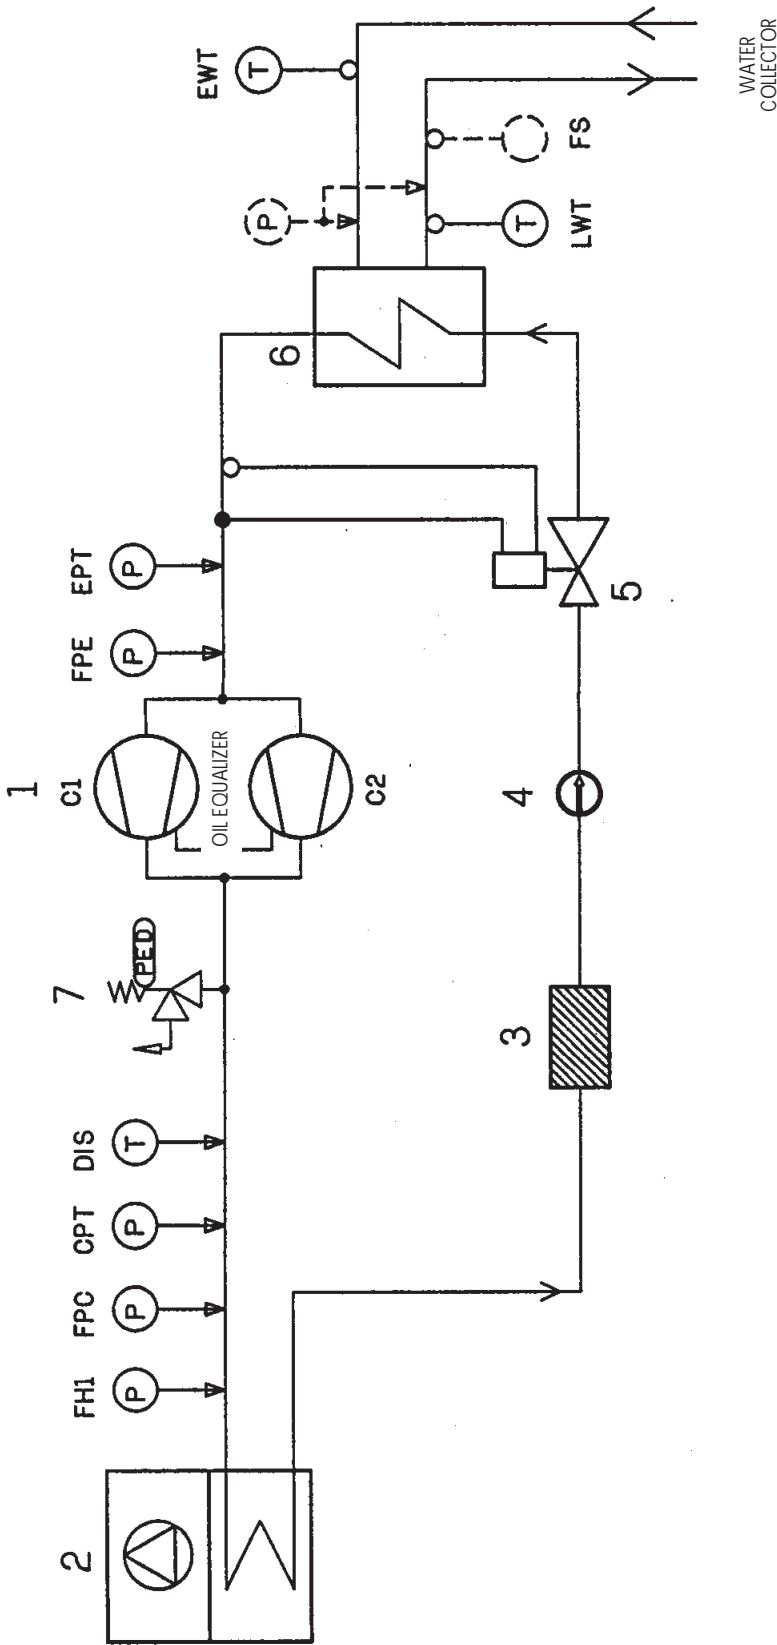 1
2
7
FH1
FPC
CPT
DIS
C1
FPE
EPT
P
P
P
T
PED
P
P
EWT
OIL EQUALIZER
T
P
6
C2
3
4
T
LWT
FS
5
WATER
COLLECTOR